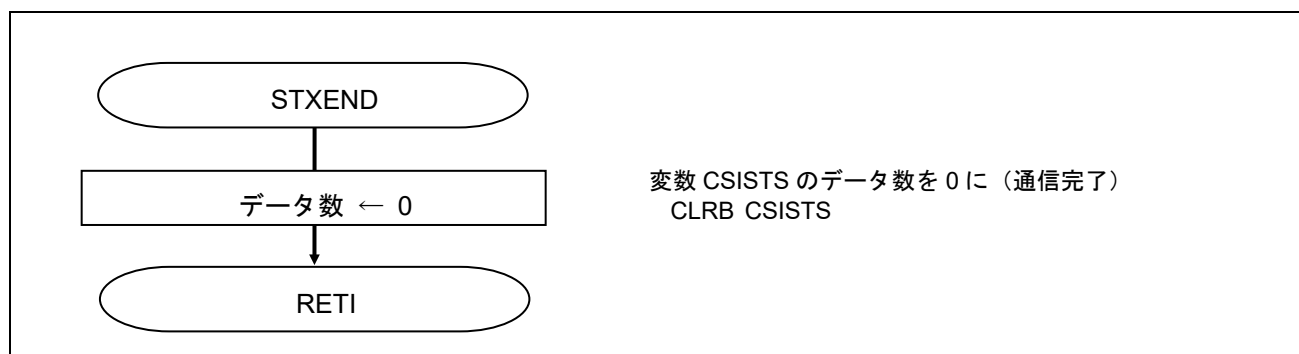 STXEND
データ数 ← 0
変数 CSISTS のデータ数を 0 に（通信完了）
CLRB CSISTS
RETI